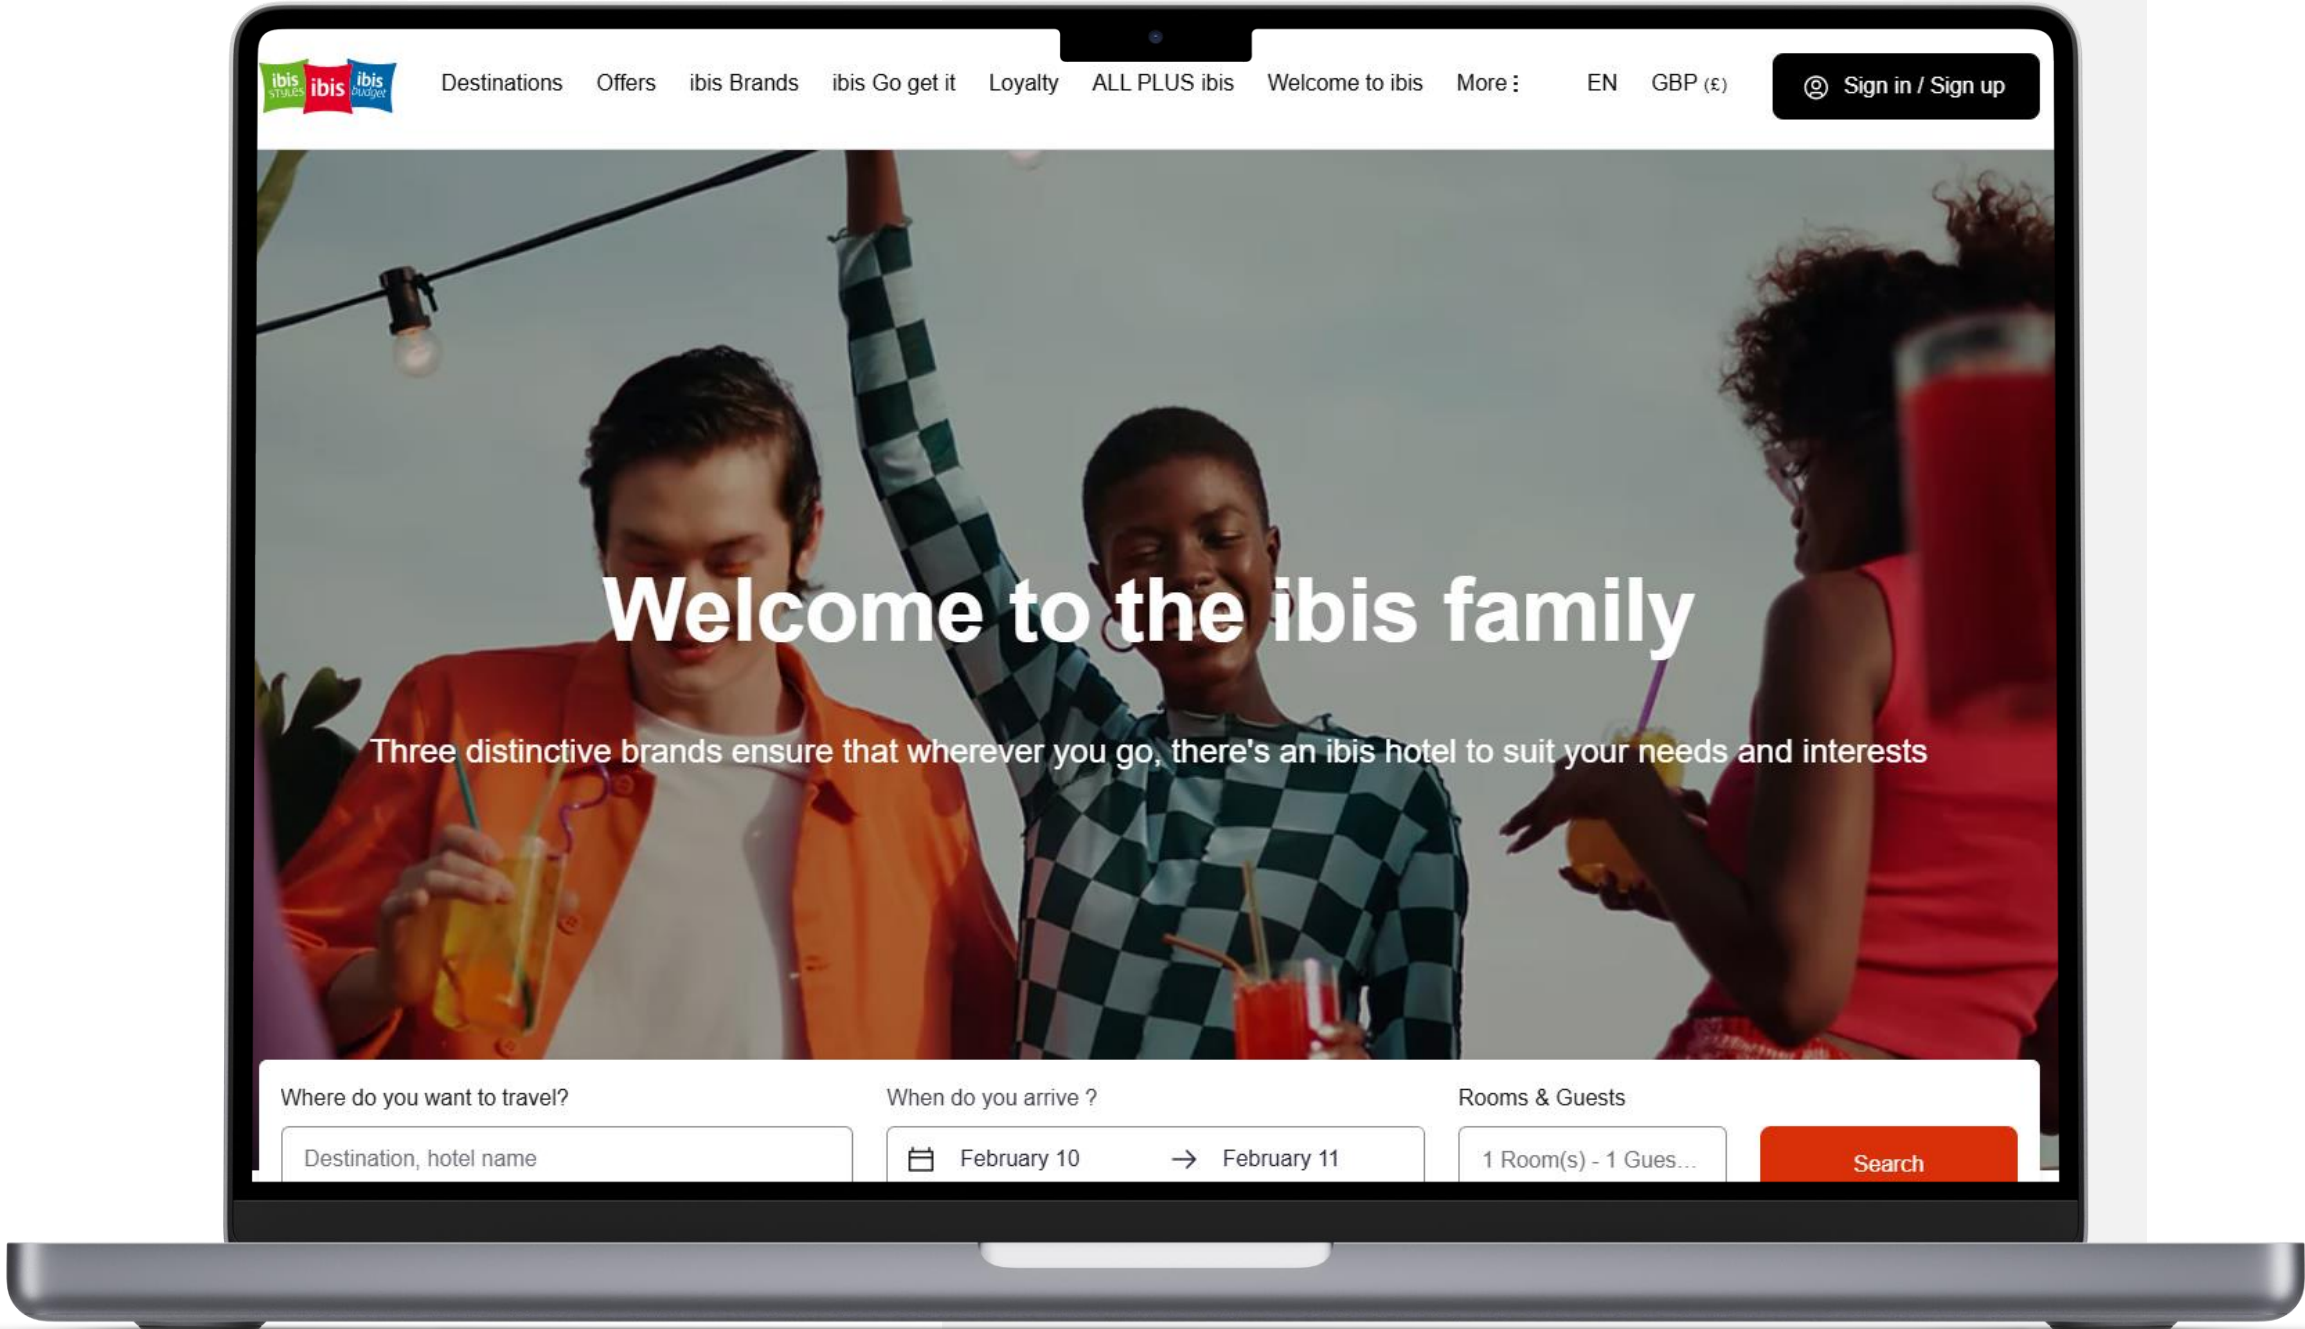 ibis STYLES ibis ibis budget
Destinations Offers ibis Brands ibis Go get it Loyalty ALL PLUS ibis Welcome to ibis More EN GBP (£) Sign in / Sign up
Welcome to the ibis family
Three distinctive brands ensure that wherever you go, there's an ibis hotel to suit your needs and interests
Where do you want to travel? When do you arrive ? Rooms & Guests
Destination, hotel name February 10 → February 11 1 Room(s) - 1 Gues... Search